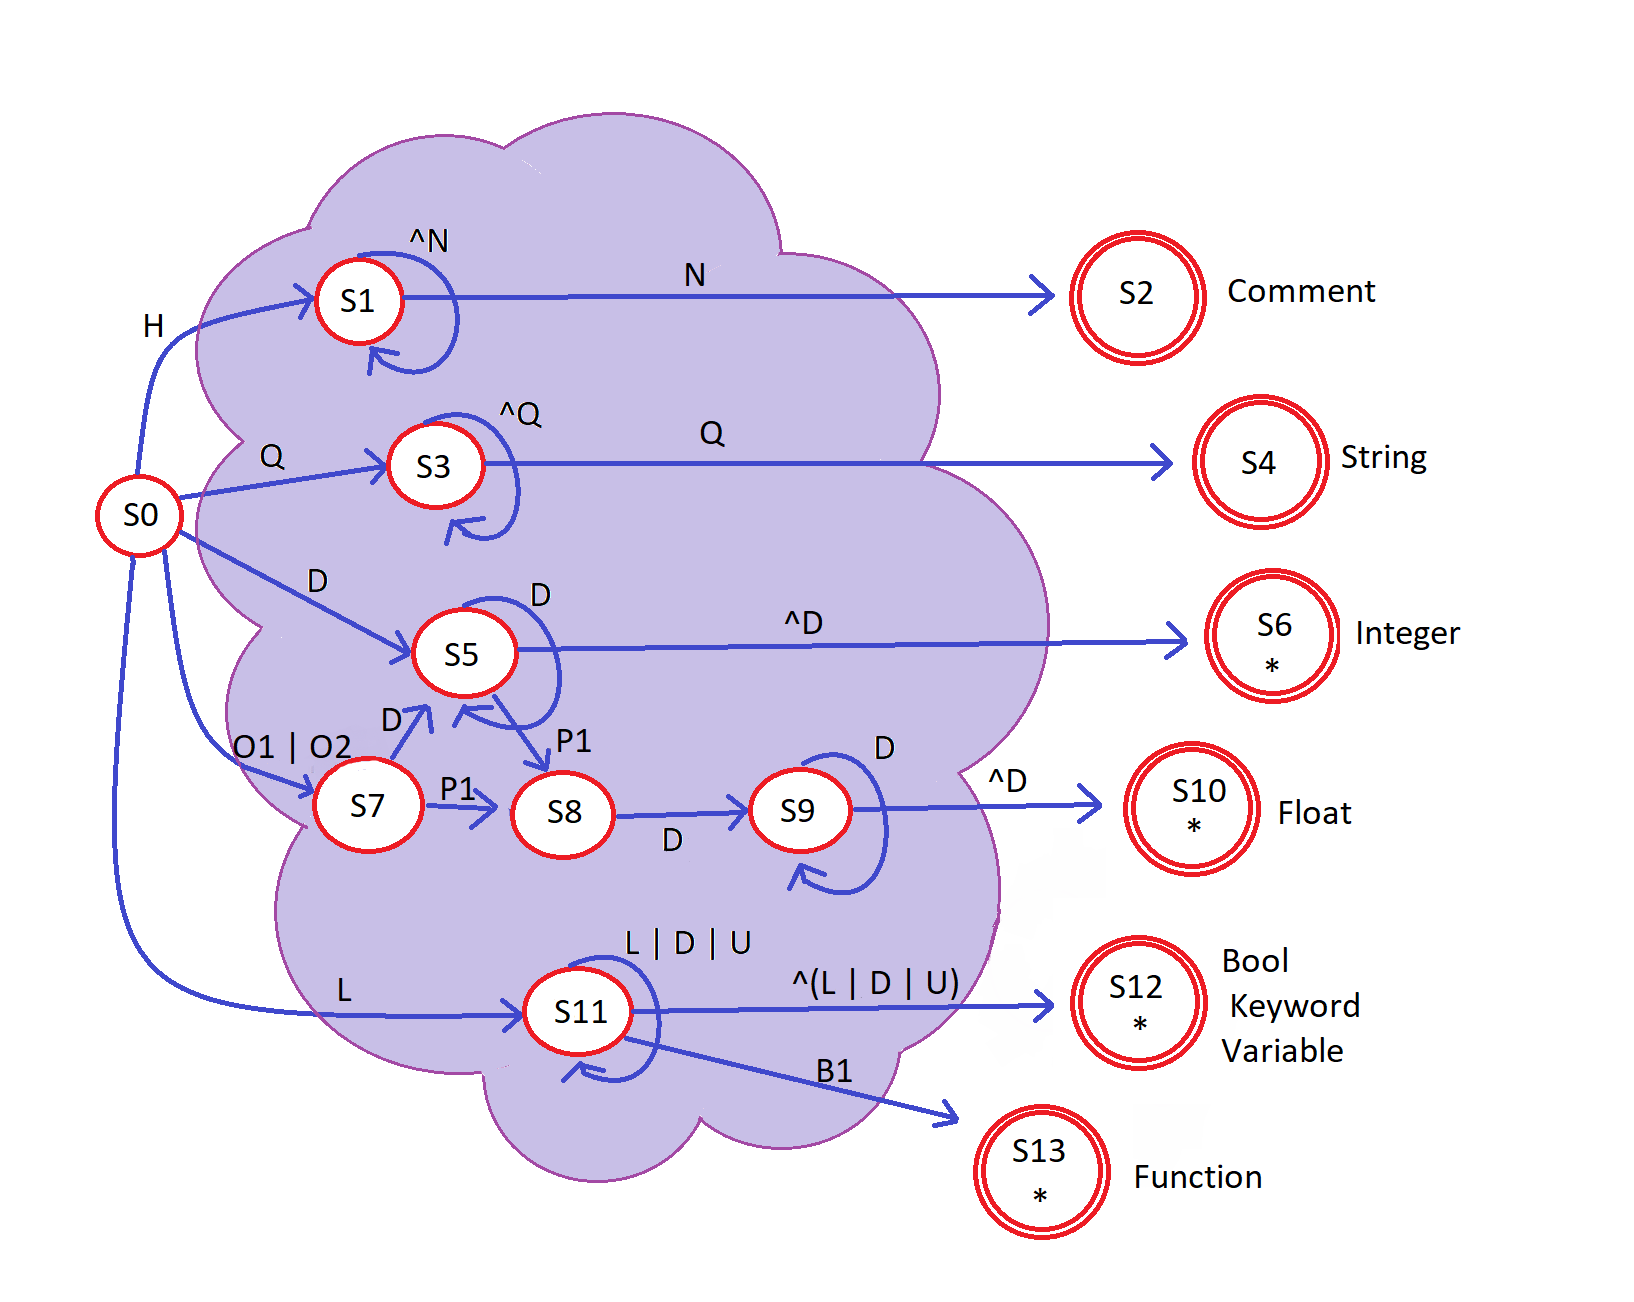 ^N
H
S1
N
S2
Comment
^Q
Q
S3
Q
S4
String
S0
D
D
S5
^D
S6
*
Integer
D
P1
O1 | O2
S7
P1
S8
D
S9
D
^D
S10
*
Float
L
L | D | U
S11
^(L | D | U)
S12
*
Bool
Keyword
Variable
B1
S13
*
Function